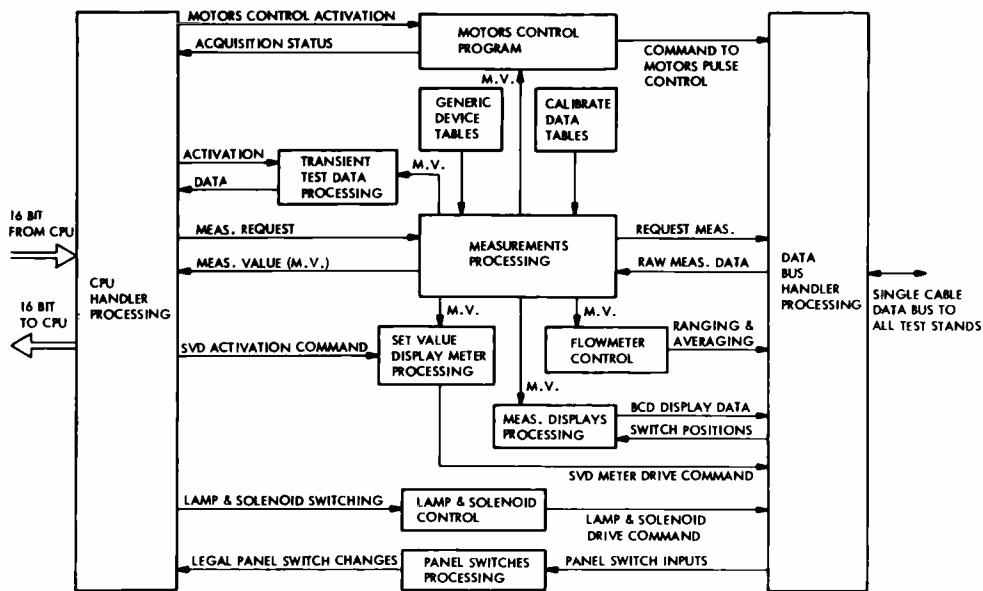 MOTORS CONTROL ACTIVATION
ACQUISITION STATUS
MOTORS CONTROL
PROGRAM
COMMAND TO
MOTORS PULSE
CONTROL
M.V.
GENERIC
DEVICE
TABLES
CALIBRATE
DATA
TABLES
ACTIVATION
DATA
TRANSIENT
TEST DATA
PROCESSING
M.V.
16 BIT
FROM CPU
MEAS. REQUEST
MEAS. VALUE (M.V.)
MEASUREMENTS
PROCESSING
REQUEST MEAS.
RAW MEAS. DATA
16 BIT
TO CPU
CPU
HANDLER
PROCESSING
DATA
BUS
HANDLER
PROCESSING
SINGLE CABLE
DATA BUS TO
ALL TEST STANDS
M.V.
M.V.
SVD ACTIVATION COMMAND
SET VALUE
DISPLAY METER
PROCESSING
FLOWMETER
CONTROL
RANGING &
AVERAGING
M.V.
MEAS. DISPLAYS
PROCESSING
BCD DISPLAY DATA
SWITCH POSITIONS
SVD METER DRIVE COMMAND
LAMP & SOLENOID SWITCHING
LAMP & SOLENOID
CONTROL
LAMP & SOLENOID
DRIVE COMMAND
LEGAL PANEL SWITCH CHANGES
PANEL SWITCHES
PROCESSING
PANEL SWITCH INPUTS